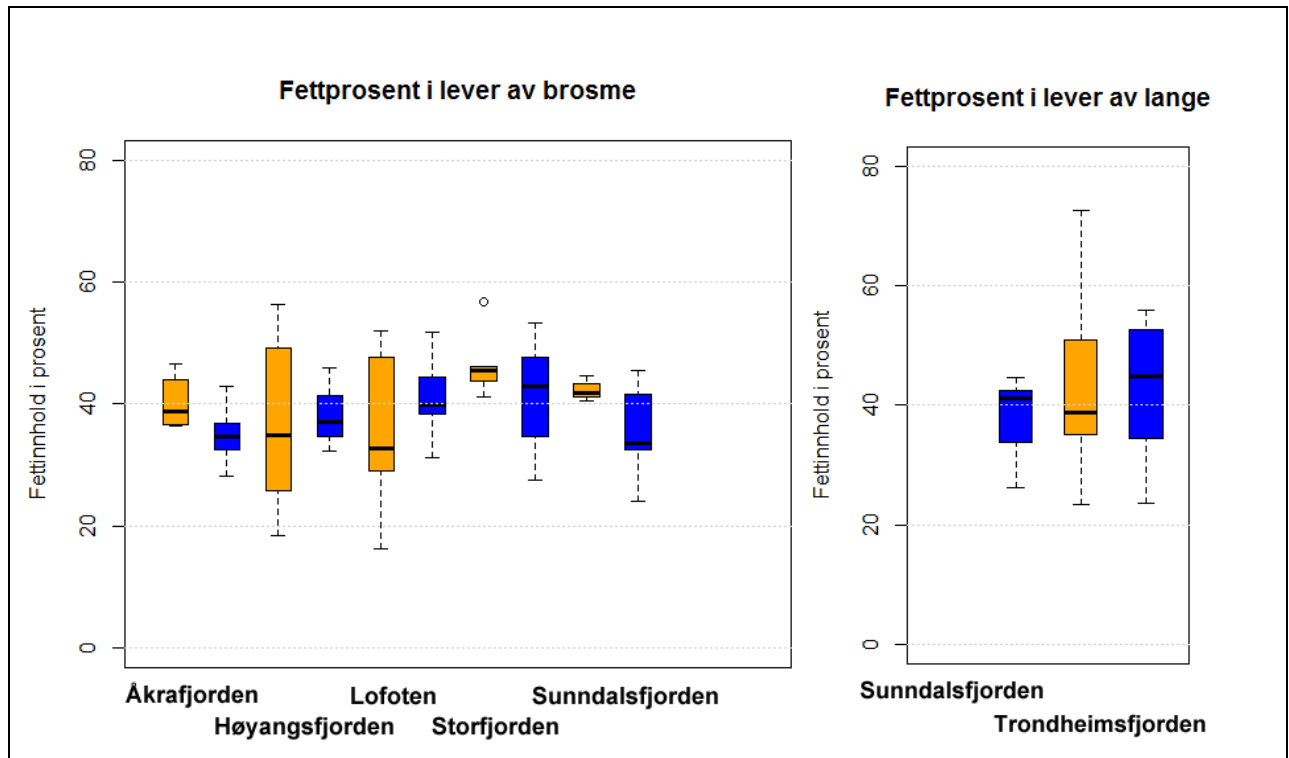 Fettprosent i lever av brosme
Fettinnhold i prosent
80
60
40
20
0
Åkrafjorden
Høyangsfjorden
Lofoten
Storfjorden
Sunndalsfjorden
Fettprosent i lever av lange
Fettinnhold i prosent
80
60
40
20
0
Sunndalsfjorden
Trondheimsfjorden